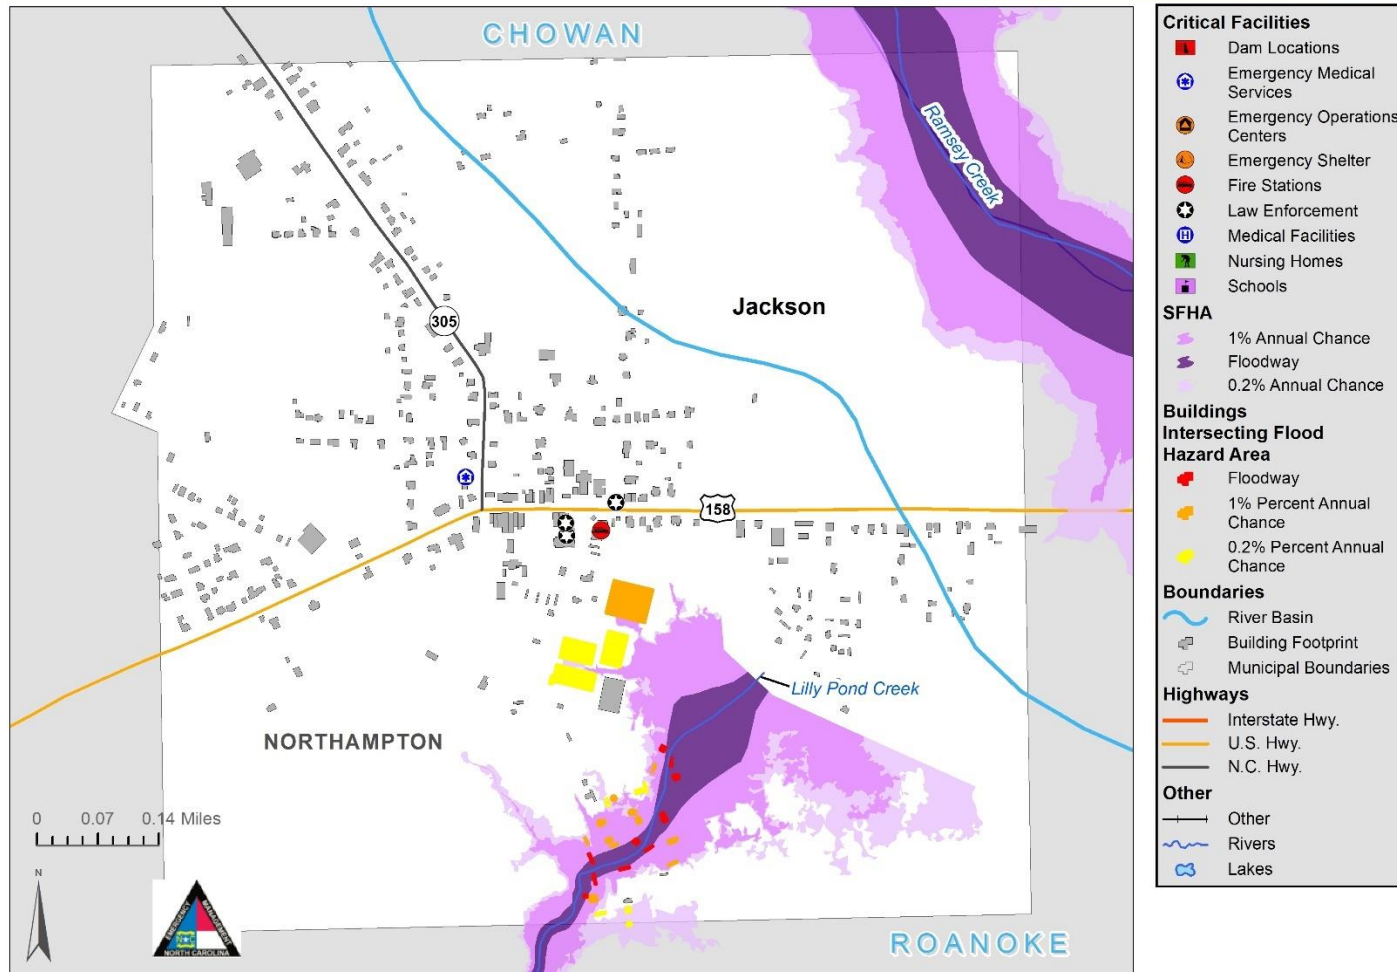 CHOWAN
Ramsey Creek
Jackson
305
158
Lilly Pond Creek
NORTHAMPTON
0 0.07 0.14 Miles
N
EMERGENCY
MANAGEMENT
N C
NORTH CAROLINA
ROANOKE
Critical Facilities
Dam Locations
Emergency Medical
Services
Emergency Operations
Centers
Emergency Shelter
Fire Stations
Law Enforcement
H
Medical Facilities
Nursing Homes
Schools
SFHA
1% Annual Chance
Floodway
0.2% Annual Chance
Buildings
Intersecting Flood
Hazard Area
Floodway
1% Percent Annual
Chance
0.2% Percent Annual
Chance
Boundaries
River Basin
Building Footprint
Municipal Boundaries
Highways
Interstate Hwy.
U.S. Hwy.
N.C. Hwy.
Other
Other
Rivers
Lakes